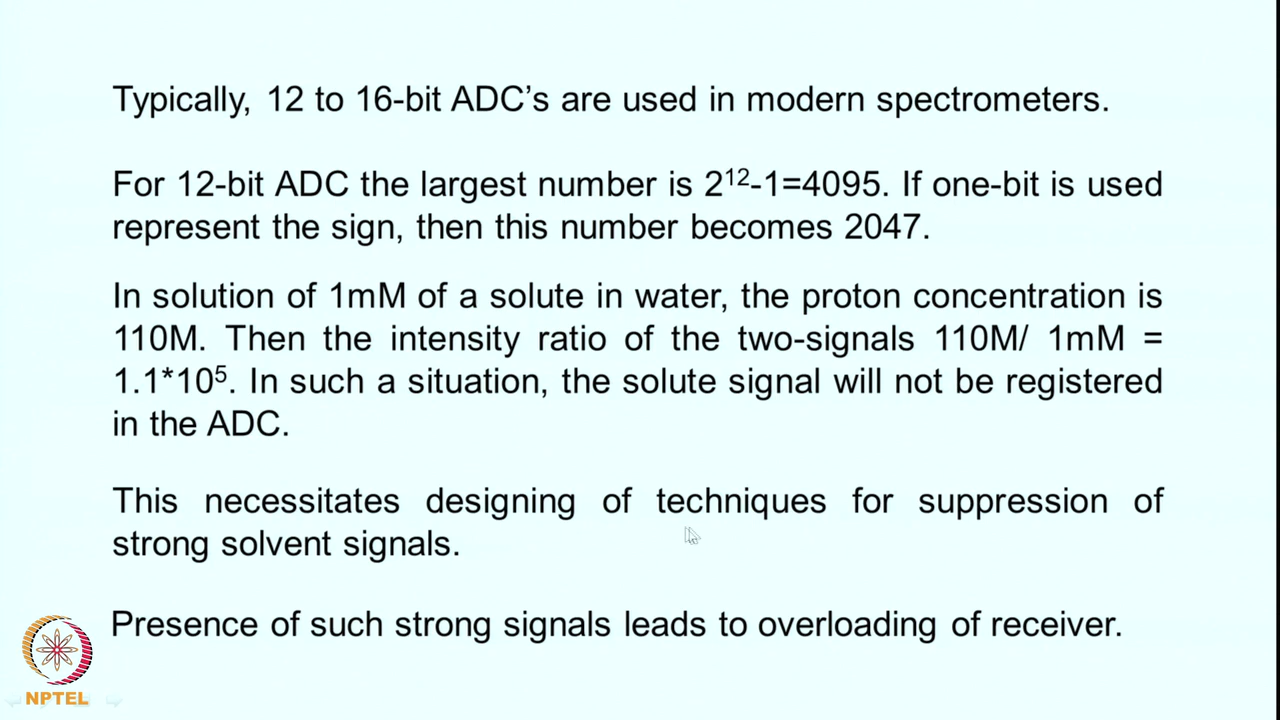 Typically, 12 to 16-bit ADC’s are used in modern spectrometers.
For 12-bit ADC the largest number is 2¹²-1=4095. If one-bit is used
represent the sign, then this number becomes 2047.
In solution of 1mM of a solute in water, the proton concentration is
110M. Then the intensity ratio of the two-signals 110M/ 1mM =
1.1*10⁵. In such a situation, the solute signal will not be registered
in the ADC.
This necessitates designing of techniques for suppression of
strong solvent signals.
Presence of such strong signals leads to overloading of receiver.
NPTEL